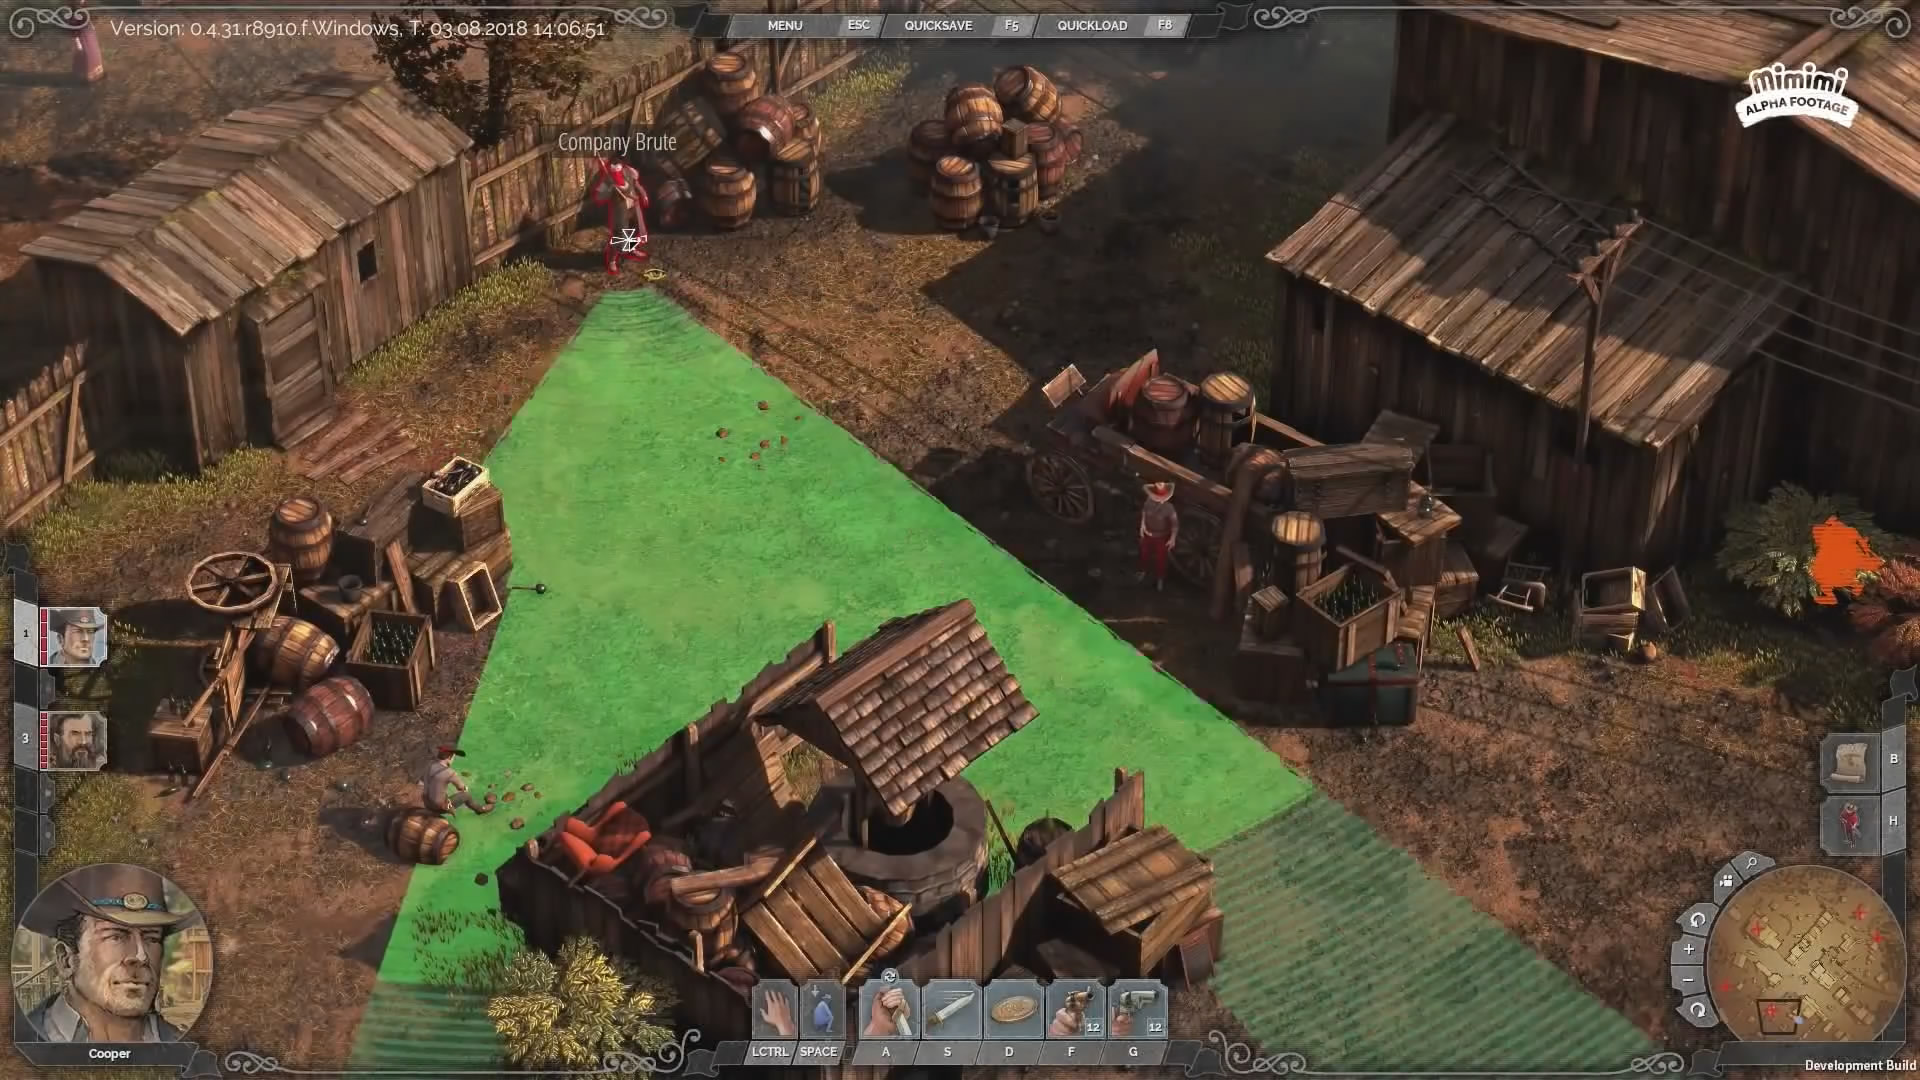 Version: 0.4.31.r8910.f.Windows, T: 03.08.2018 14:06:51
MENU ESC QUICKSAVE F5 QUICKLOAD F8
mimimi
ALPHA FOOTAGE
Company Brute
1
3
B
H
Cooper
12 12
LCTRL SPACE A S D F G
Development Build